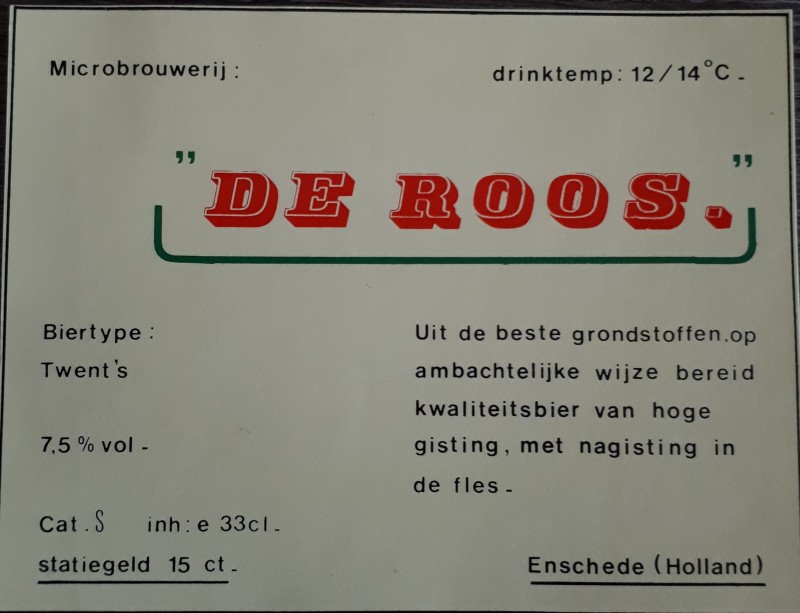 Microbrouwerij :
drinktemp: 12/14°C -
" DE ROOS. "
Biertype :
Twent's
7,5 % vol -
Cat. S inh: e 33cl -
statiegeld 15 ct -
Uit de beste grondstoffen.op
ambachtelijke wijze bereid
kwaliteitsbier van hoge
gisting, met nagisting in
de fles -
Enschede (Holland)